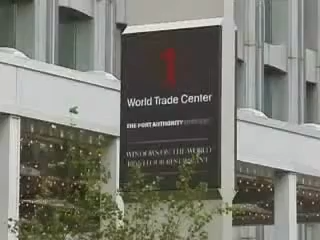 1
World Trade Center
THE PORT AUTHORITY
WINDOWS ON THE WORLD